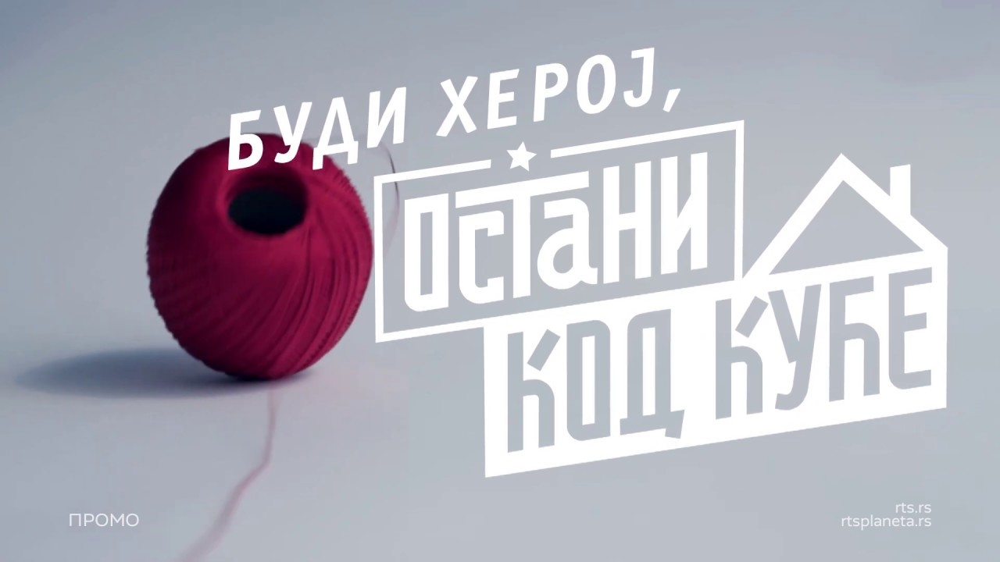 БУДИ ХЕРОЈ,
ОСТАНИ
КОД КУЋЕ
ПРОМО
rts.rs
rtsplaneta.rs